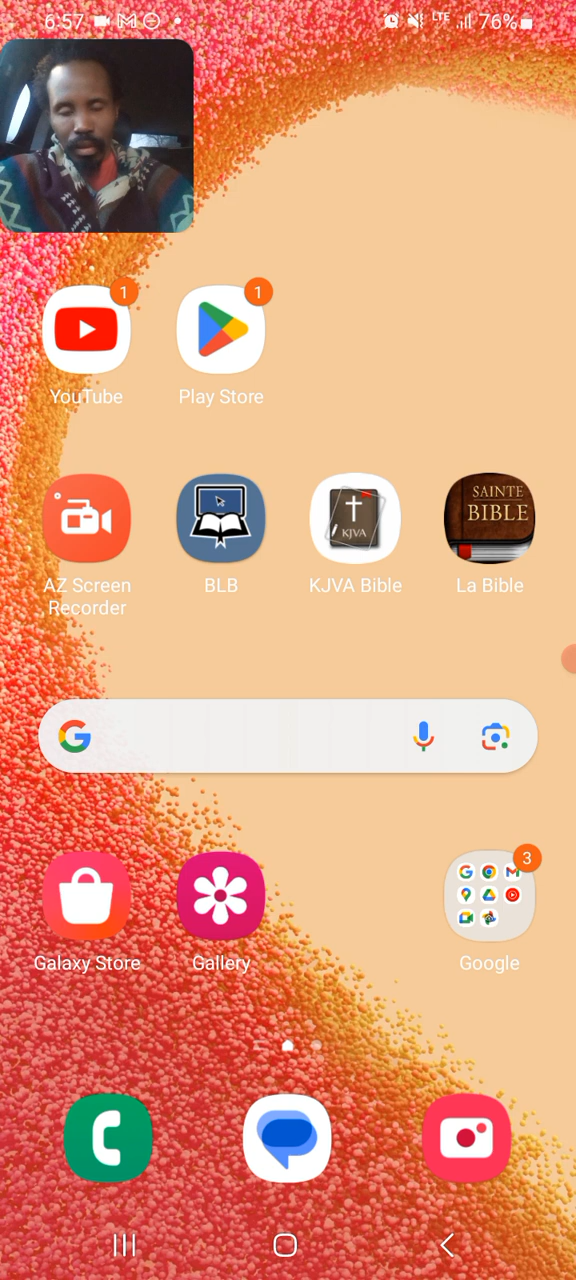 6:57 LTE 76%
1 1
YouTube Play Store
SAINTE
BIBLE
KJVA
AZ Screen BLB KJVA Bible La Bible
Recorder
3
Galaxy Store Gallery Google